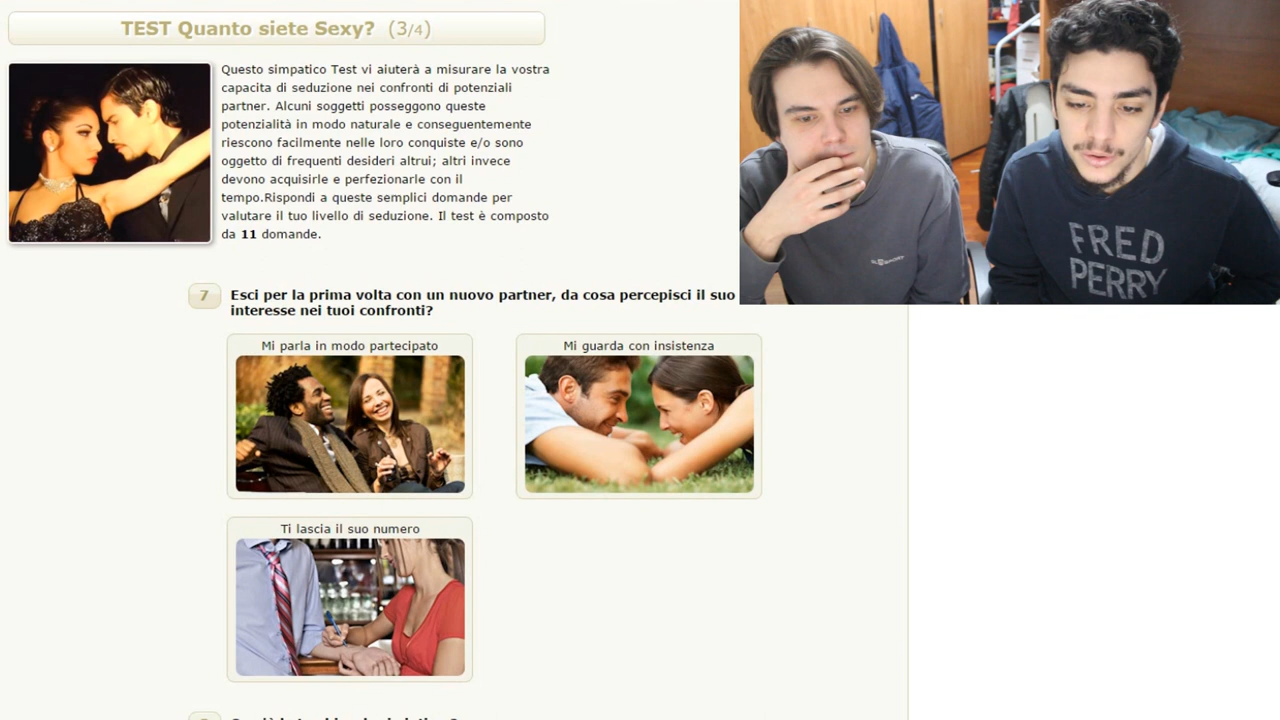 TEST Quanto siete Sexy? (3/4)
Questo simpatico Test vi aiuterà a misurare la vostra
capacita di seduzione nei confronti di potenziali
partner. Alcuni soggetti posseggono queste
potenzialità in modo naturale e conseguentemente
riescono facilmente nelle loro conquiste e/o sono
oggetto di frequenti desideri altrui; altri invece
devono acquisirle e perfezionarle con il
tempo.Rispondi a queste semplici domande per
valutare il tuo livello di seduzione. Il test è composto
da 11 domande.
FRED
PERRY
7 Esci per la prima volta con un nuovo partner, da cosa percepisci il suo
interesse nei tuoi confronti?
Mi parla in modo partecipato
Mi guarda con insistenza
Ti lascia il suo numero